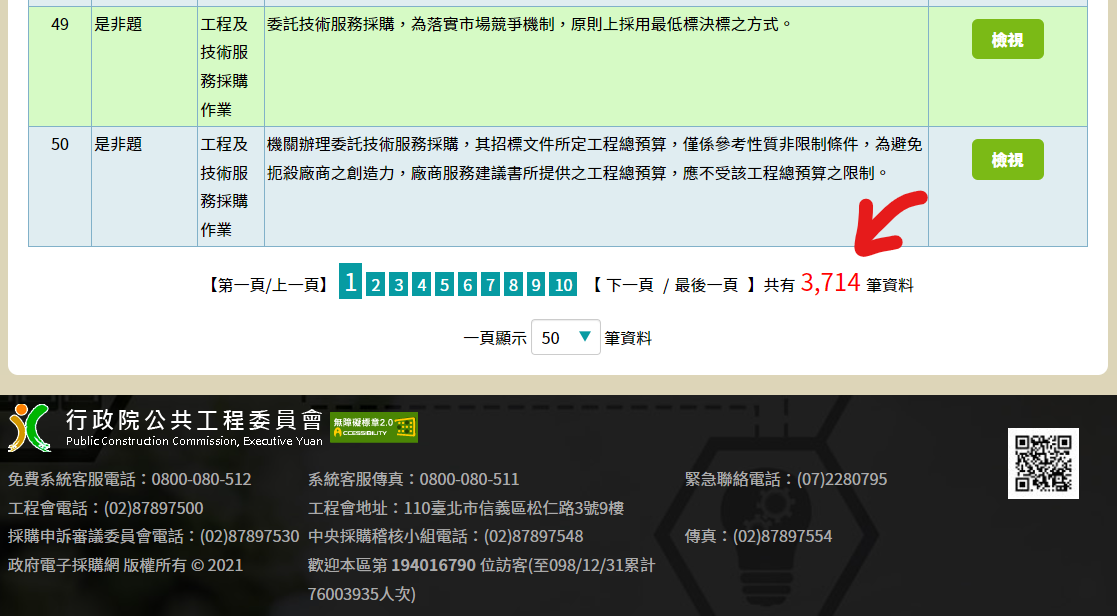 49 是非題 工程及 委託技術服務採購，為落實市場競爭機制，原則上採用最低標決標之方式。 檢視
技術服
務採購
作業
50 是非題 工程及 機關辦理委託技術服務採購，其招標文件所定工程總預算，僅係參考性質非限制條件，為避免 檢視
技術服 扼殺廠商之創造力，廠商服務建議書所提供之工程總預算，應不受該工程總預算之限制。
務採購
作業
【第一頁/上一頁】 1 2 3 4 5 6 7 8 9 10 【 下一頁 / 最後一頁 】共有 3,714 筆資料
一頁顯示 50 筆資料
行政院公共工程委員會 無障礙標章2.0
Public Construction Commission, Executive Yuan ACCESSIBILITY
免費系統客服電話：0800-080-512 系統客服傳真：0800-080-511 緊急聯絡電話：(07)2280795
工程會電話：(02)87897500 工程會地址：110臺北市信義區松仁路3號9樓
採購申訴審議委員會電話：(02)87897530 中央採購稽核小組電話：(02)87897548 傳真：(02)87897554
政府電子採購網 版權所有 © 2021 歡迎本區第 194016790 位訪客(至098/12/31累計
76003935人次)